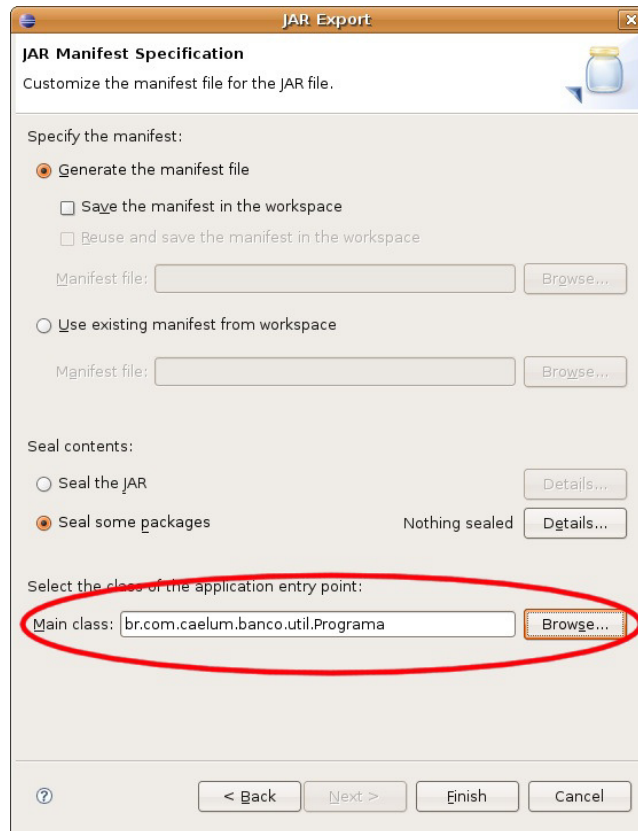 JAR Export
JAR Manifest Specification
Customize the manifest file for the JAR file.
Specify the manifest:
Generate the manifest file
Save the manifest in the workspace
Reuse and save the manifest in the workspace
Manifest file: Browse...
Use existing manifest from workspace
Manifest file: Browse...
Seal contents:
Seal the JAR Details...
Seal some packages Nothing sealed Details...
Select the class of the application entry point:
Main class: br.com.caelum.banco.util.Programa Browse...
? < Back Next > Finish Cancel